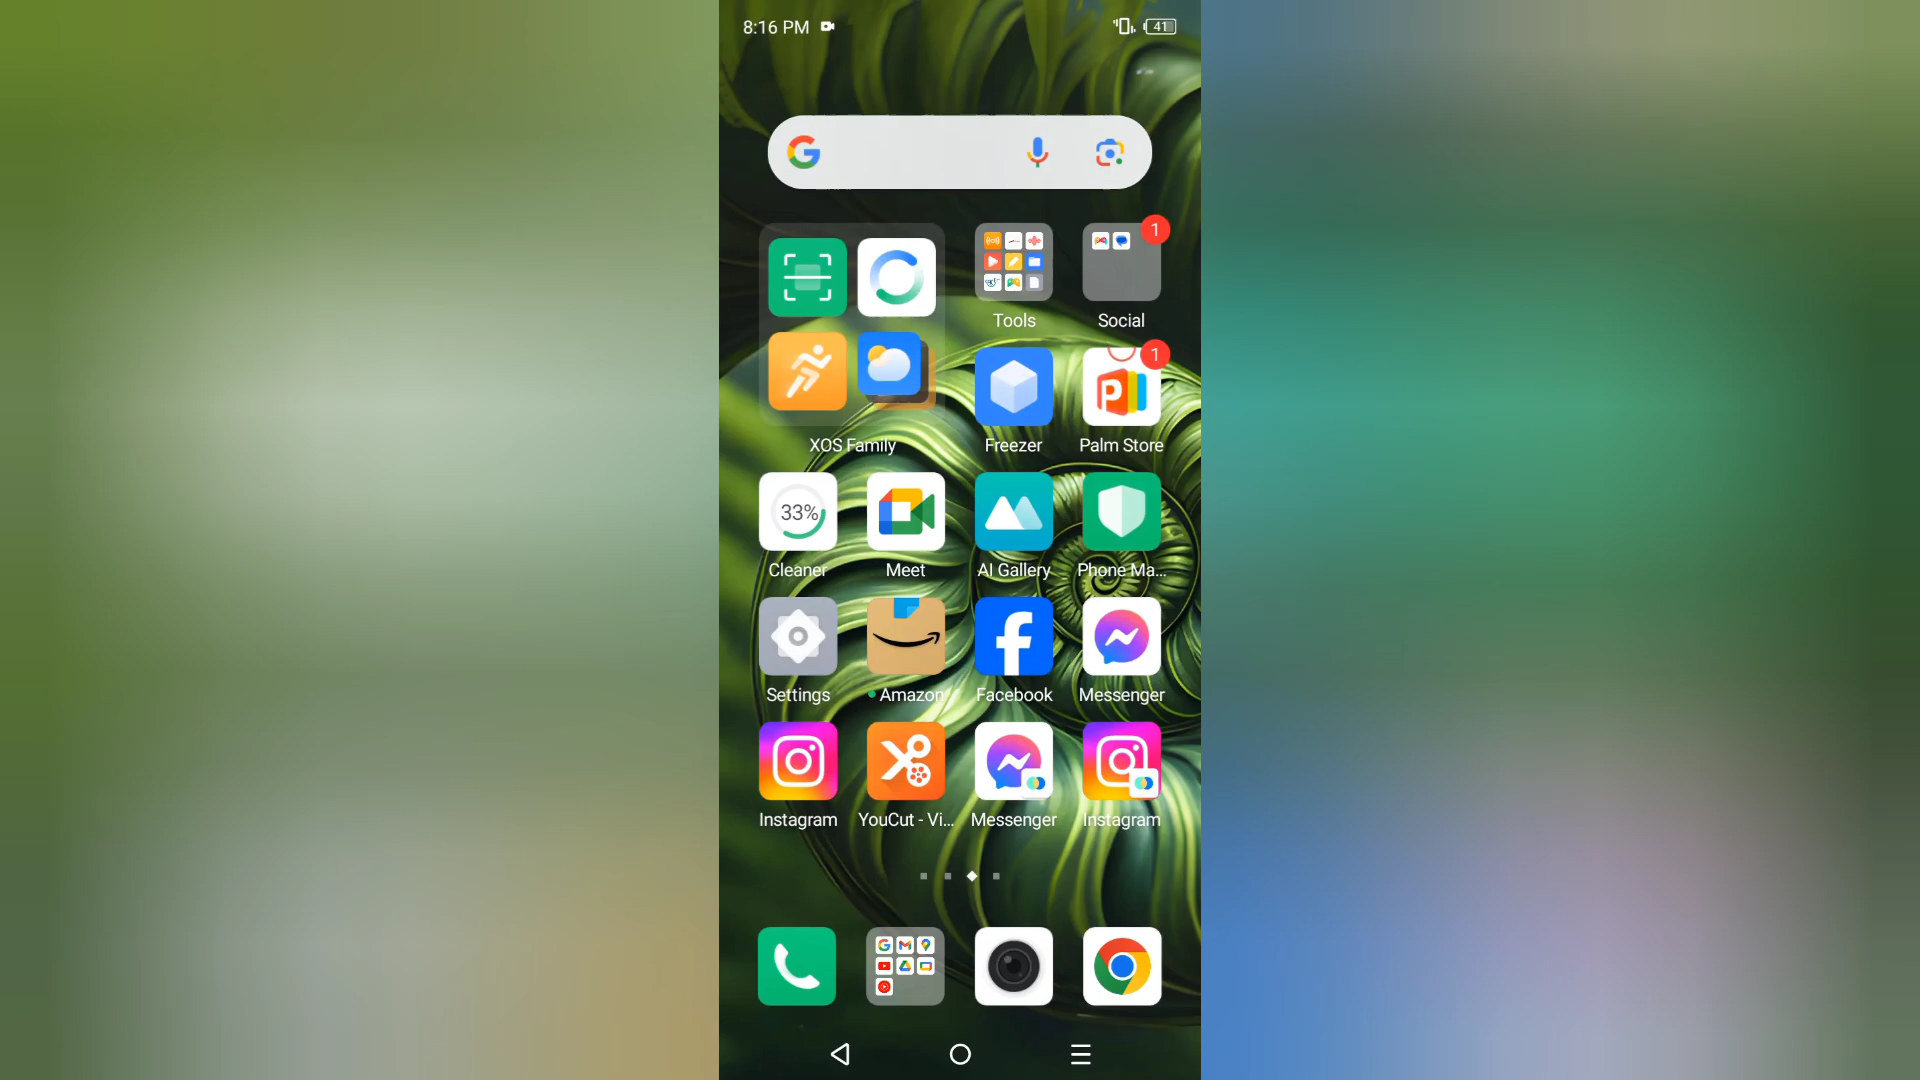 8:16 PM
41
1
Tools
Social
1
XOS Family
Freezer
Palm Store
33%
Cleaner
Meet
AI Gallery
Phone Ma...
Settings
Amazon
Facebook
Messenger
Instagram
YouCut - Vi...
Messenger
Instagram